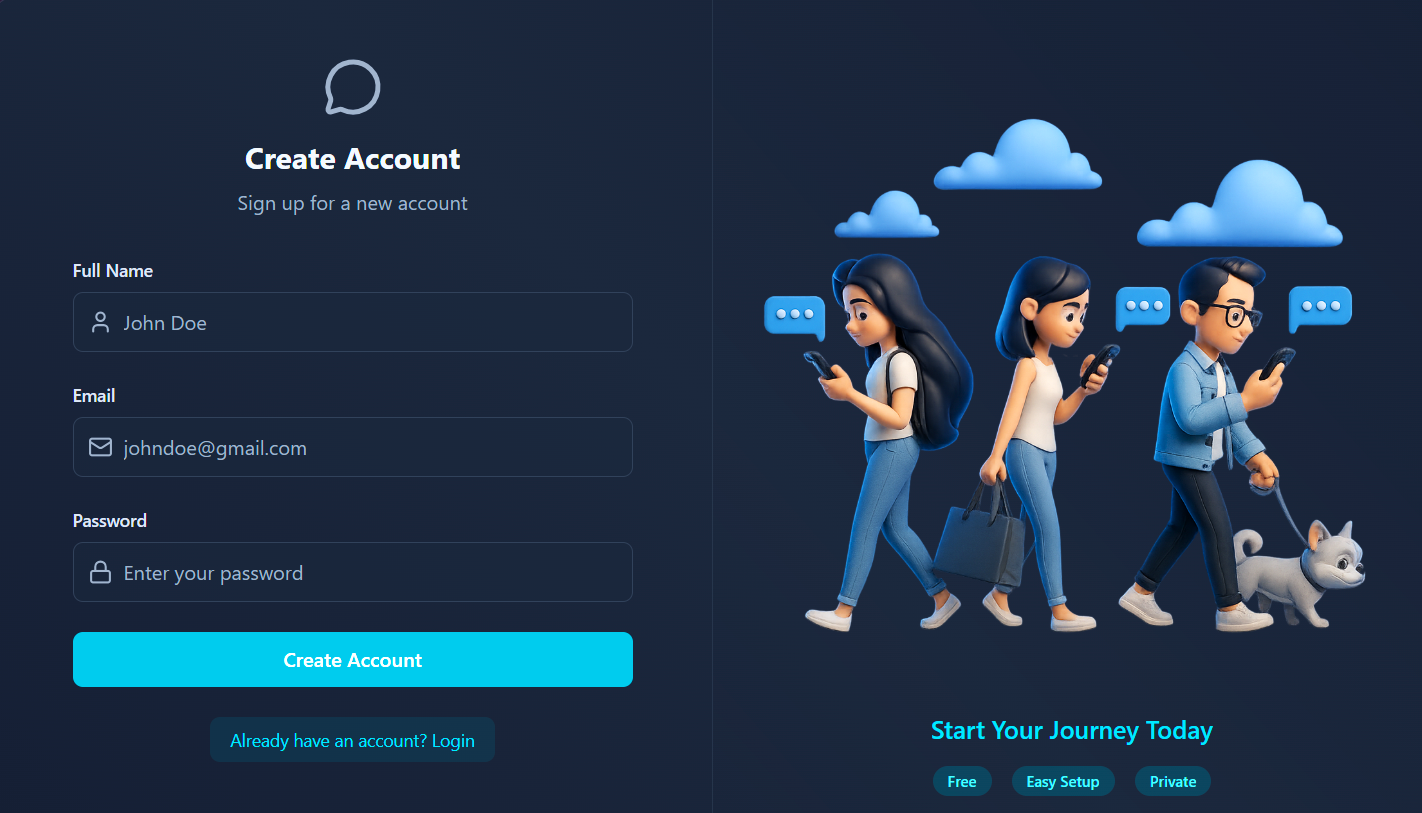 Create Account
Sign up for a new account
Full Name
John Doe
Email
johndoe@gmail.com
Password
Enter your password
Create Account
Already have an account? Login
Start Your Journey Today
Free
Easy Setup
Private